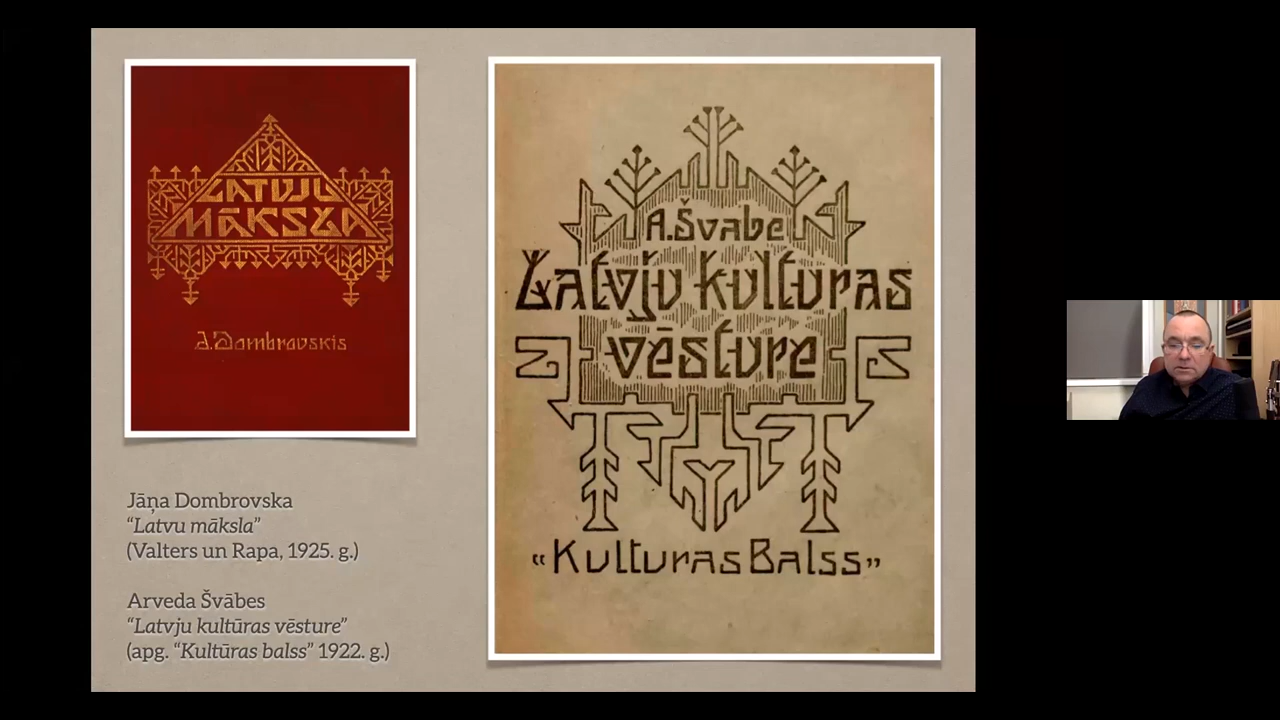 LATVJU
MĀKSLA
J.Dombrovskis
A.Švabe
Latvju kulturas
vēsture
«Kulturas Balss»
Jāņa Dombrovska
“Latvu māksla”
(Valters un Rapa, 1925. g.)
Arveda Švābes
“Latvju kultūras vēsture”
(apg. “Kultūras balss” 1922. g.)